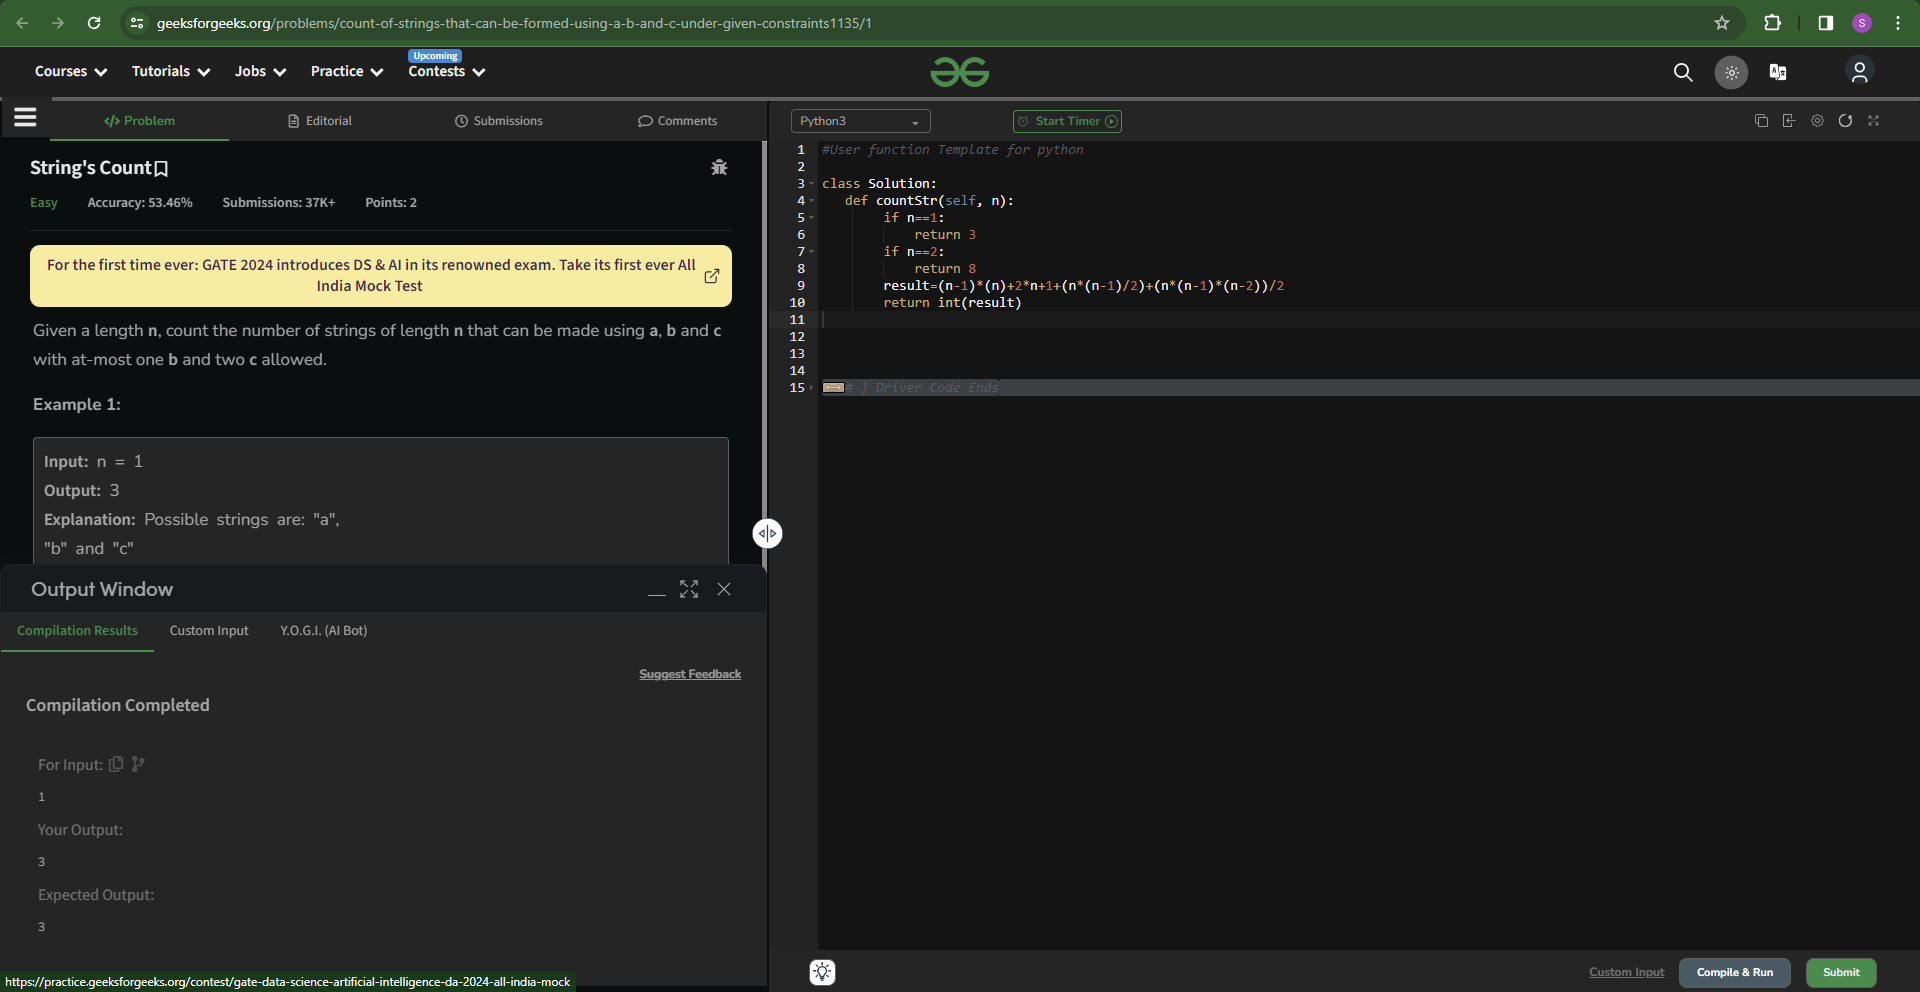 geeksforgeeks.org/problems/count-of-strings-that-can-be-formed-using-a-b-and-c-under-given-constraints1135/1
S
Upcoming
Courses Tutorials Jobs Practice Contests
</> Problem Editorial Submissions Comments
String's Count
Easy Accuracy: 53.46% Submissions: 37K+ Points: 2
For the first time ever: GATE 2024 introduces DS & AI in its renowned exam. Take its first ever All
India Mock Test
Given a length n, count the number of strings of length n that can be made using a, b and c
with at-most one b and two c allowed.
Example 1:
Input: n = 1
Output: 3
Explanation: Possible strings are: "a",
"b" and "c"
Output Window
Compilation Results Custom Input Y.O.G.I. (AI Bot)
Suggest Feedback
Compilation Completed
For Input:
1
Your Output:
3
Expected Output:
3
https://practice.geeksforgeeks.org/contest/gate-data-science-artificial-intelligence-da-2024-all-india-mock
Python3 Start Timer
1 #User function Template for python
2
3 class Solution:
4 def countStr(self, n):
5 if n==1:
6 return 3
7 if n==2:
8 return 8
9 result=(n-1)*(n)+2*n+1+(n*(n-1)/2)+(n*(n-1)*(n-2))/2
10 return int(result)
11
12
13
14
15 # } Driver Code Ends
Custom Input Compile & Run Submit